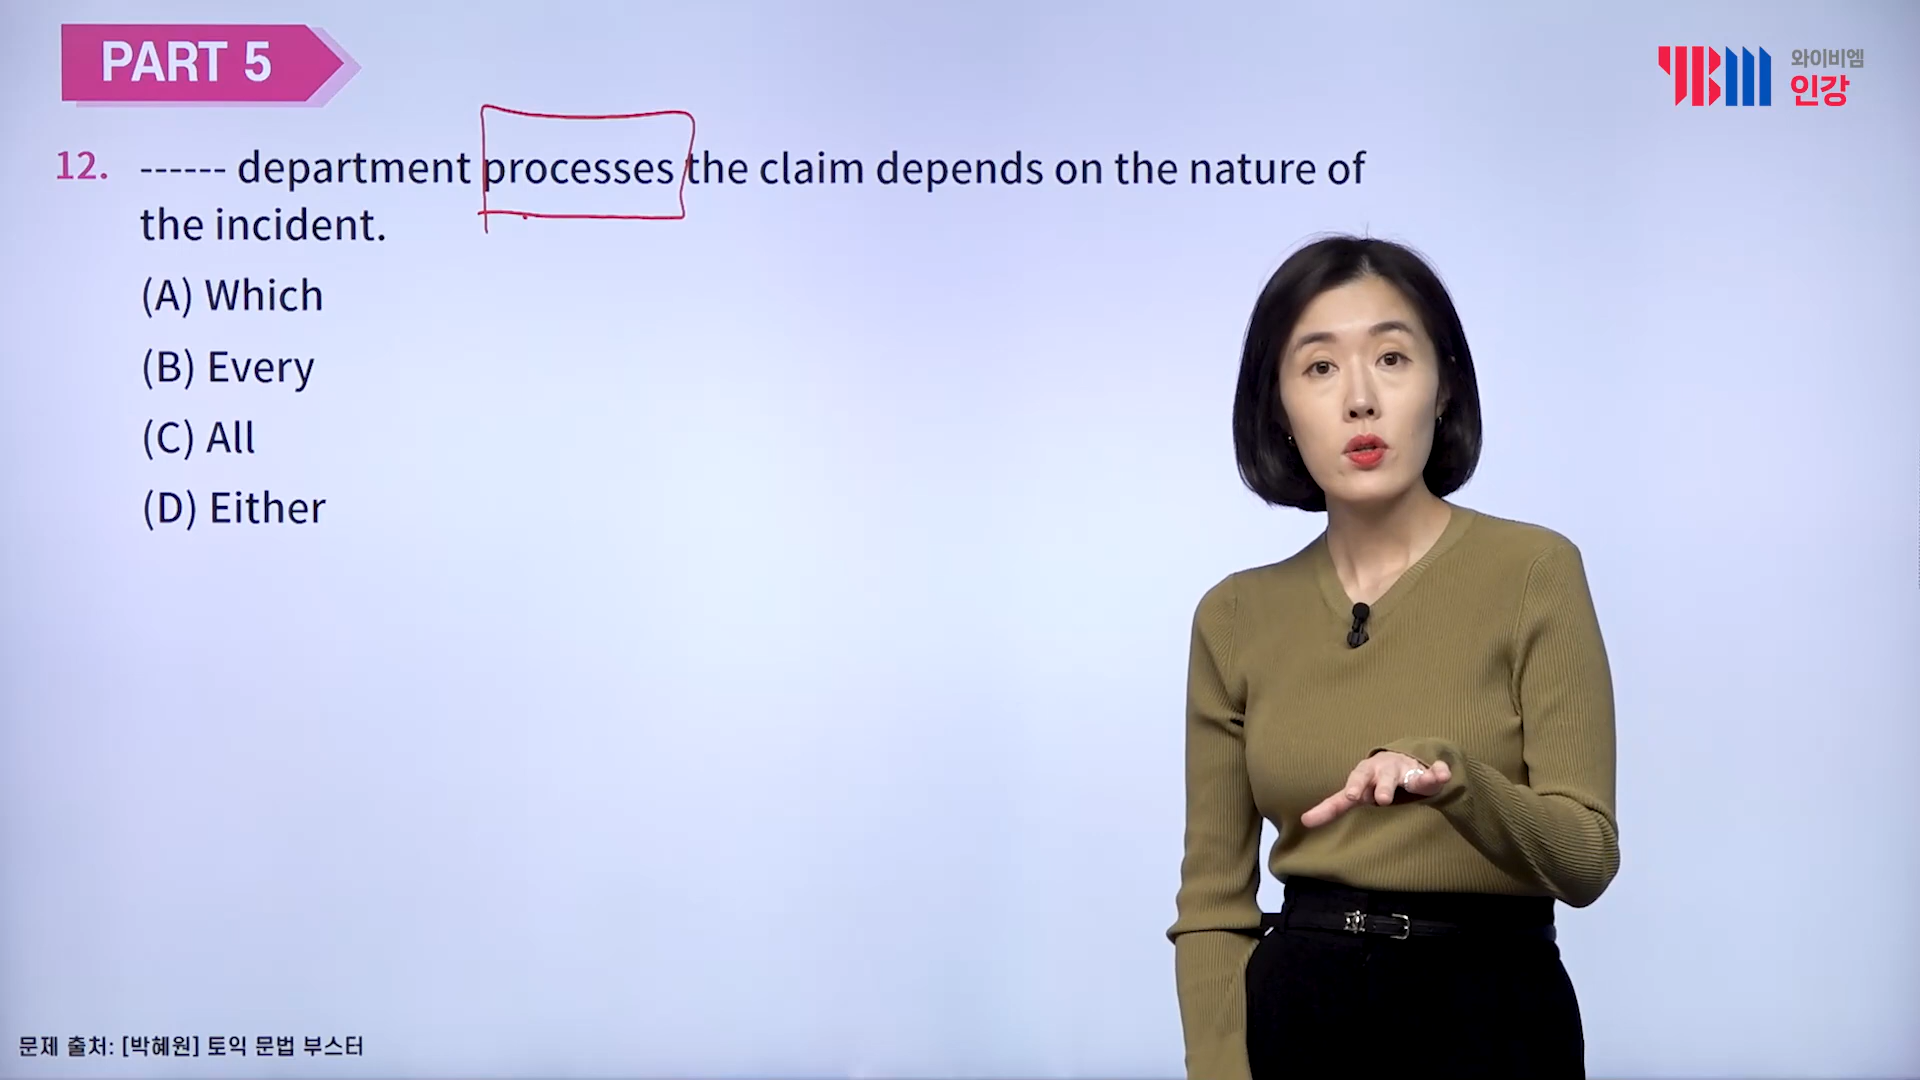 PART 5
YBM 와이비엠
인강
12. ------ department processes the claim depends on the nature of
the incident.
(A) Which
(B) Every
(C) All
(D) Either
문제 출처: [박혜원] 토익 문법 부스터